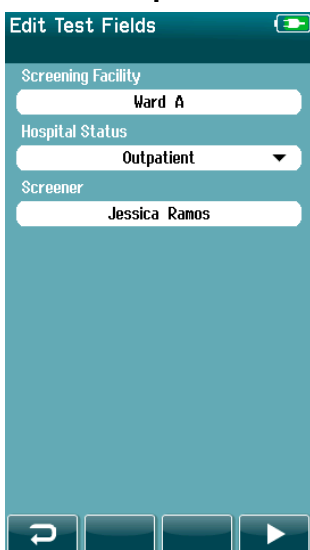 Edit Test Fields
Screening Facility
Ward A
Hospital Status
Outpatient
Screener
Jessica Ramos